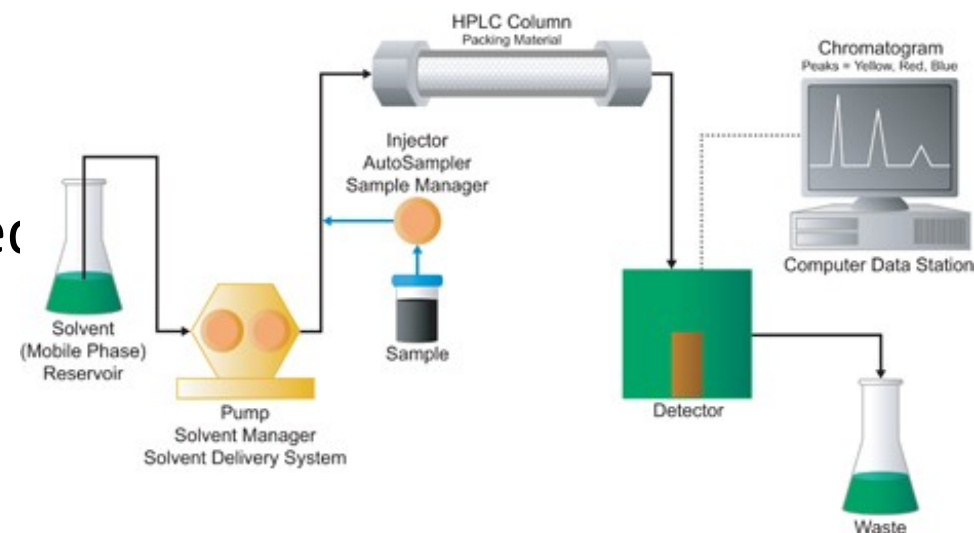 HPLC Column
Packing Material
Chromatogram
Peaks = Yellow, Red, Blue
Injector
AutoSampler
Sample Manager
Computer Data Station
Solvent
(Mobile Phase)
Reservoir
Sample
Pump
Solvent Manager
Solvent Delivery System
Detector
Waste